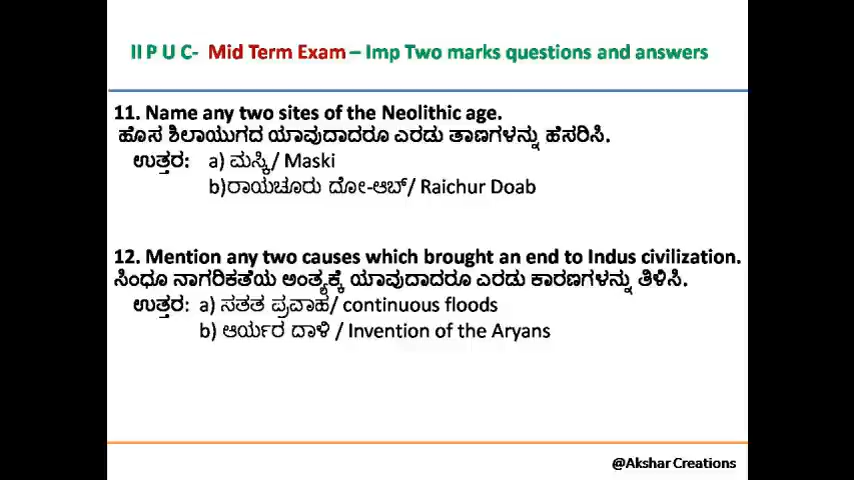 II P U C- Mid Term Exam – Imp Two marks questions and answers
11. Name any two sites of the Neolithic age.
ಹೊಸ ಶಿಲಾಯುಗದ ಯಾವುದಾದರೂ ಎರಡು ತಾಣಗಳನ್ನು ಹೆಸರಿಸಿ.
ಉತ್ತರ: a) ಮಸ್ಕಿ/ Maski
b)ರಾಯಚೂರು ದೋ-ಆಬ್/ Raichur Doab
12. Mention any two causes which brought an end to Indus civilization.
ಸಿಂಧೂ ನಾಗರಿಕತೆಯ ಅಂತ್ಯಕ್ಕೆ ಯಾವುದಾದರೂ ಎರಡು ಕಾರಣಗಳನ್ನು ತಿಳಿಸಿ.
ಉತ್ತರ: a) ಸತತ ಪ್ರವಾಹ/ continuous floods
b) ಆರ್ಯರ ದಾಳಿ / Invention of the Aryans
@Akshar Creations